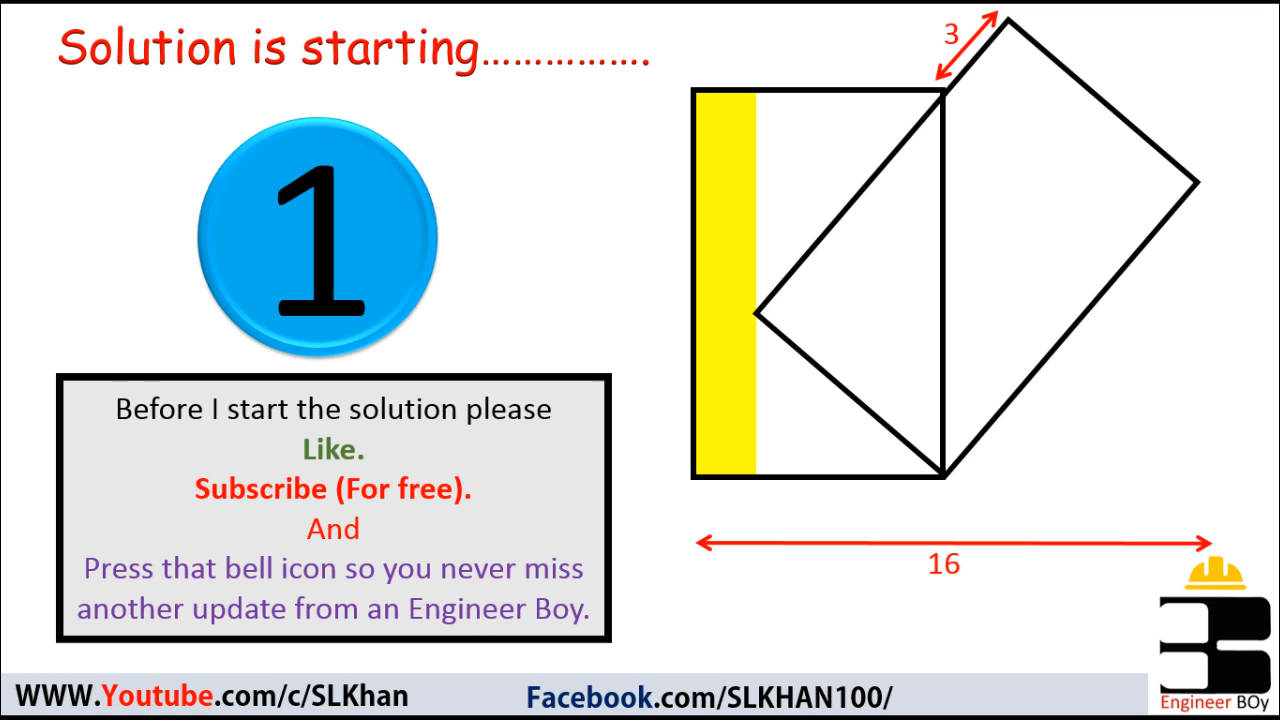 Solution is starting…………….
3
1
Before I start the solution please
Like.
Subscribe (For free).
And
Press that bell icon so you never miss
another update from an Engineer Boy.
16
WWW.Youtube.com/c/SLKhan
Facebook.com/SLKHAN100/
Engineer BOy